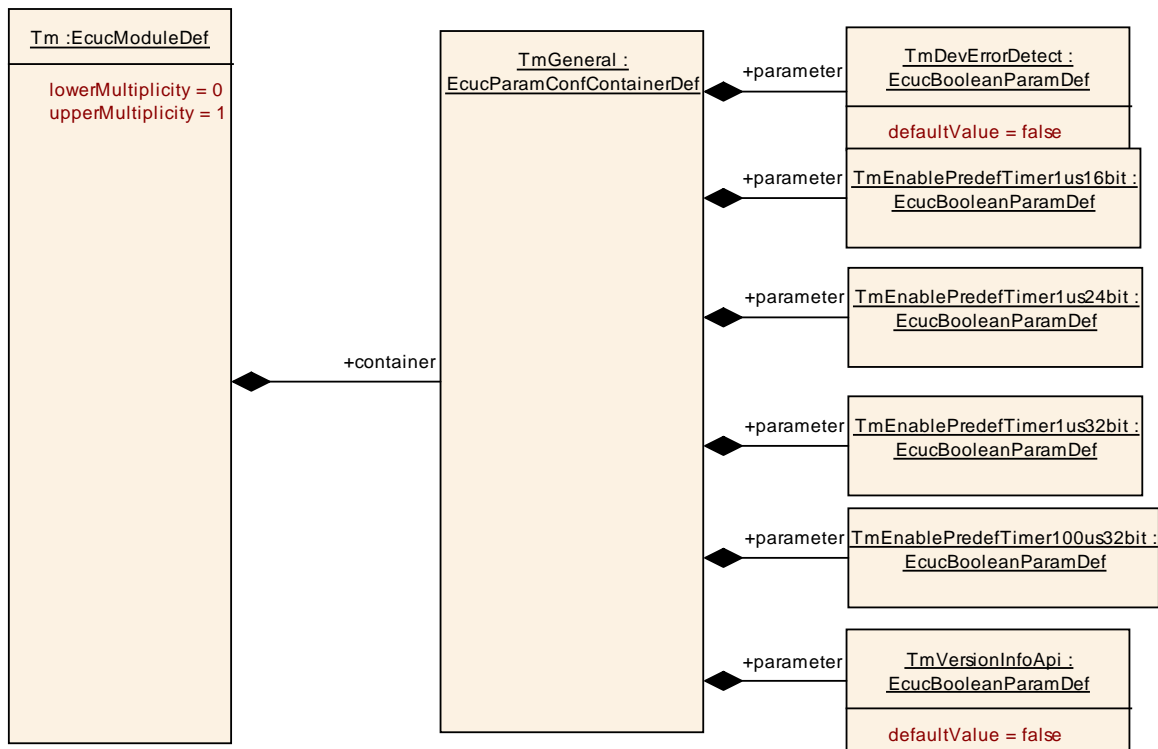 Tm :EcucModuleDef
lowerMultiplicity = 0
upperMultiplicity = 1
+container
TmGeneral :
EcucParamConfContainerDef
+parameter
TmDevErrorDetect :
EcucBooleanParamDef
defaultValue = false
+parameter
TmEnablePredefTimer1us16bit :
EcucBooleanParamDef
+parameter
TmEnablePredefTimer1us24bit :
EcucBooleanParamDef
+parameter
TmEnablePredefTimer1us32bit :
EcucBooleanParamDef
+parameter
TmEnablePredefTimer100us32bit :
EcucBooleanParamDef
+parameter
TmVersionInfoApi :
EcucBooleanParamDef
defaultValue = false